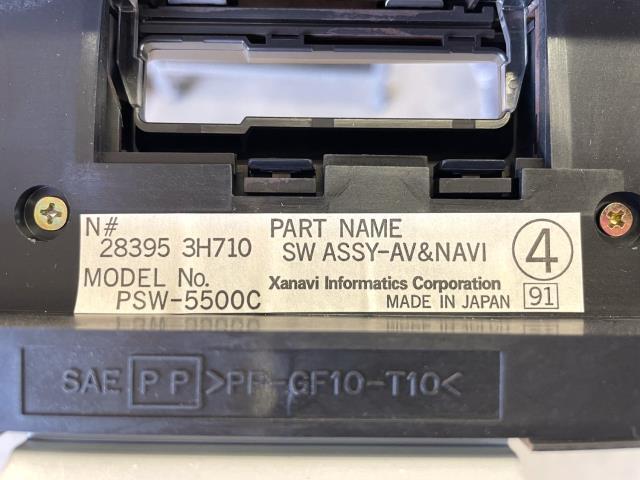 N# 28395 3H710
PART NAME
SW ASSY-AV&NAVI
MODEL No.
PSW-5500C
Xanavi Informatics Corporation
MADE IN JAPAN
4
91
SAE PP >PP-GF10-T10<